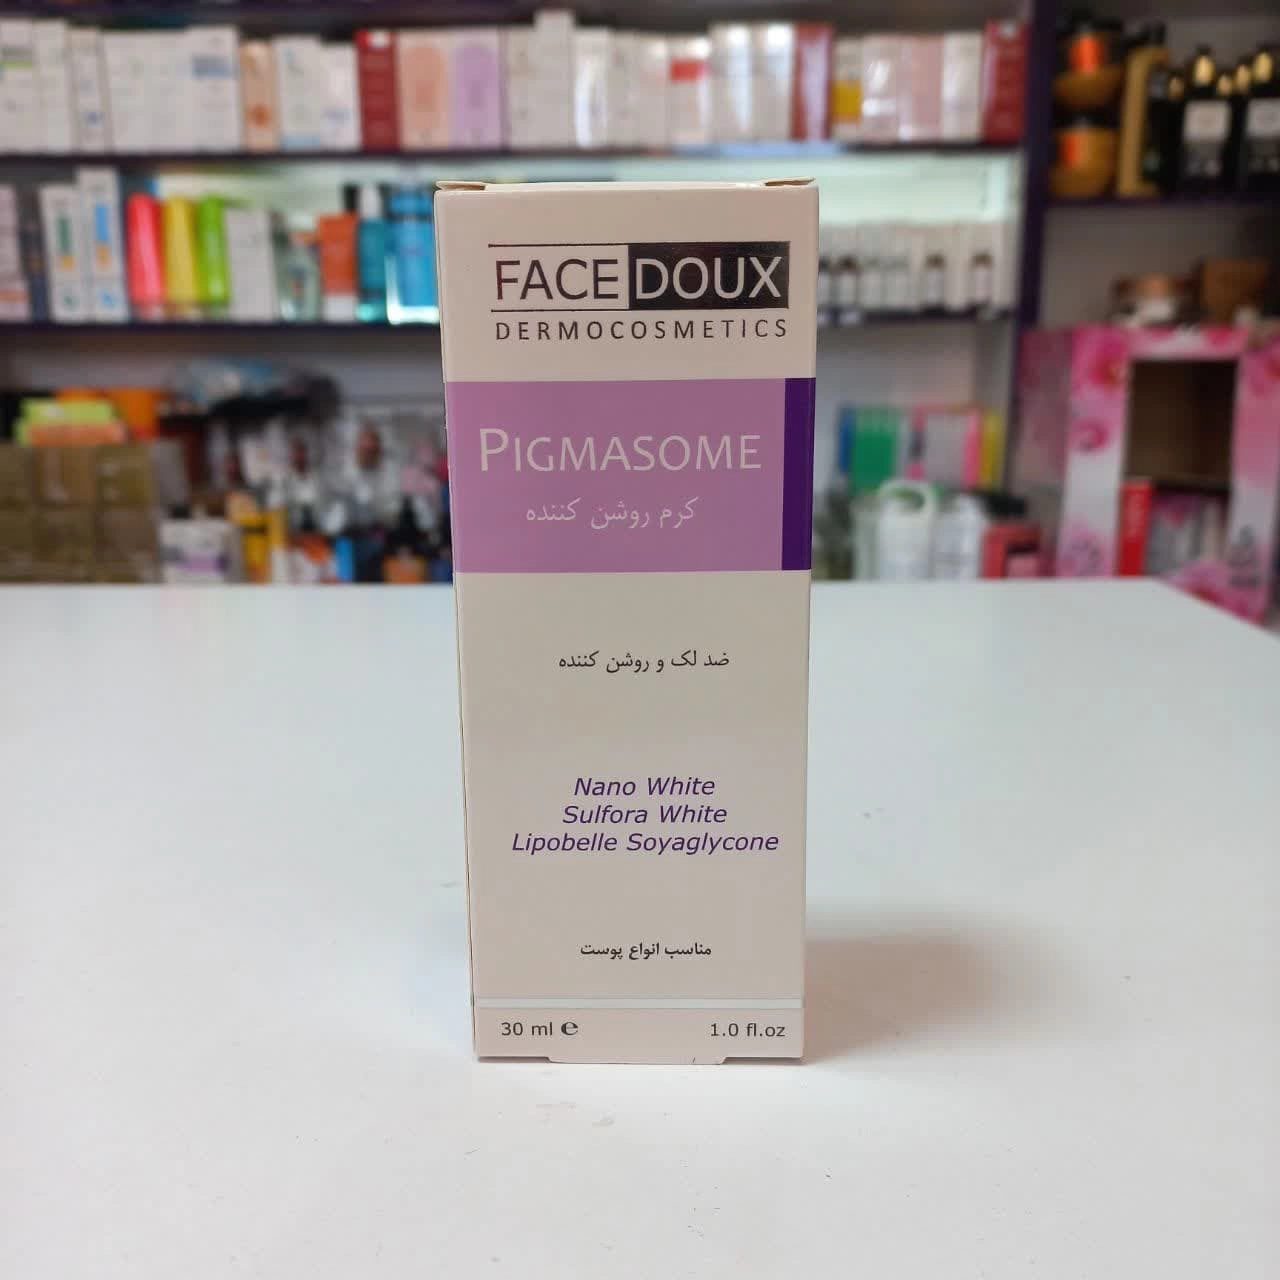 FACE DOUX
DERMOCOSMETICS
PIGMASOME
کرم روشن کننده
ضد لک و روشن کننده
Nano White
Sulfora White
Lipobelle Soyaglycone
مناسب انواع پوست
30 ml ℮ 1.0 fl.oz